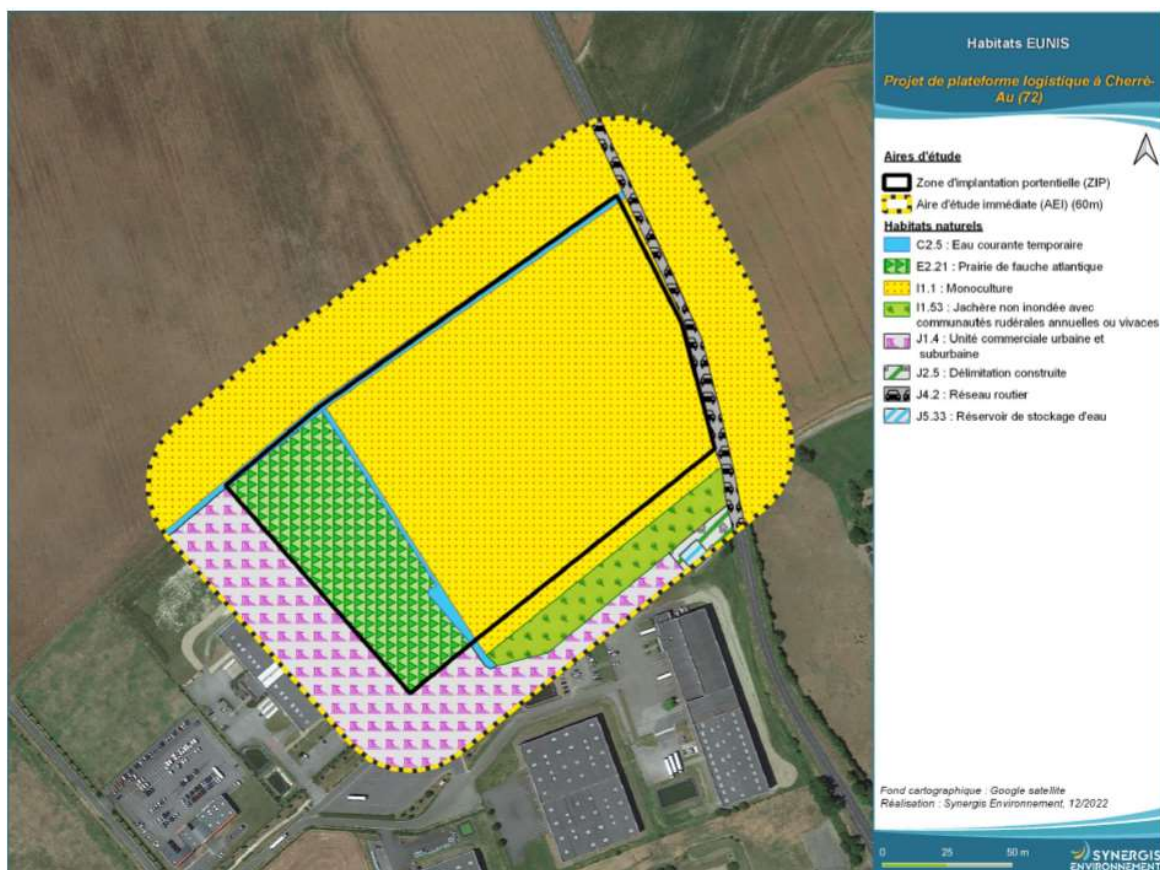 Habitats EUNIS
Projet de plateforme logistique à Cherré-
Au (72)
Aires d'étude
Zone d'implantation portentielle (ZIP)
Aire d'étude immédiate (AEI) (60m)
Habitats naturels
C2.5 : Eau courante temporaire
E2.21 : Prairie de fauche atlantique
I1.1 : Monoculture
I1.53 : Jachère non inondée avec
communautés rudérales annuelles ou vivaces
J1.4 : Unité commerciale urbaine et
suburbaine
J2.5 : Délimitation construite
J4.2 : Réseau routier
J5.33 : Réservoir de stockage d'eau
Fond cartographique : Google satellite
Réalisation : Synergis Environnement, 12/2022
0 25 50 m
SYNERGIS
ENVIRONNEMENT